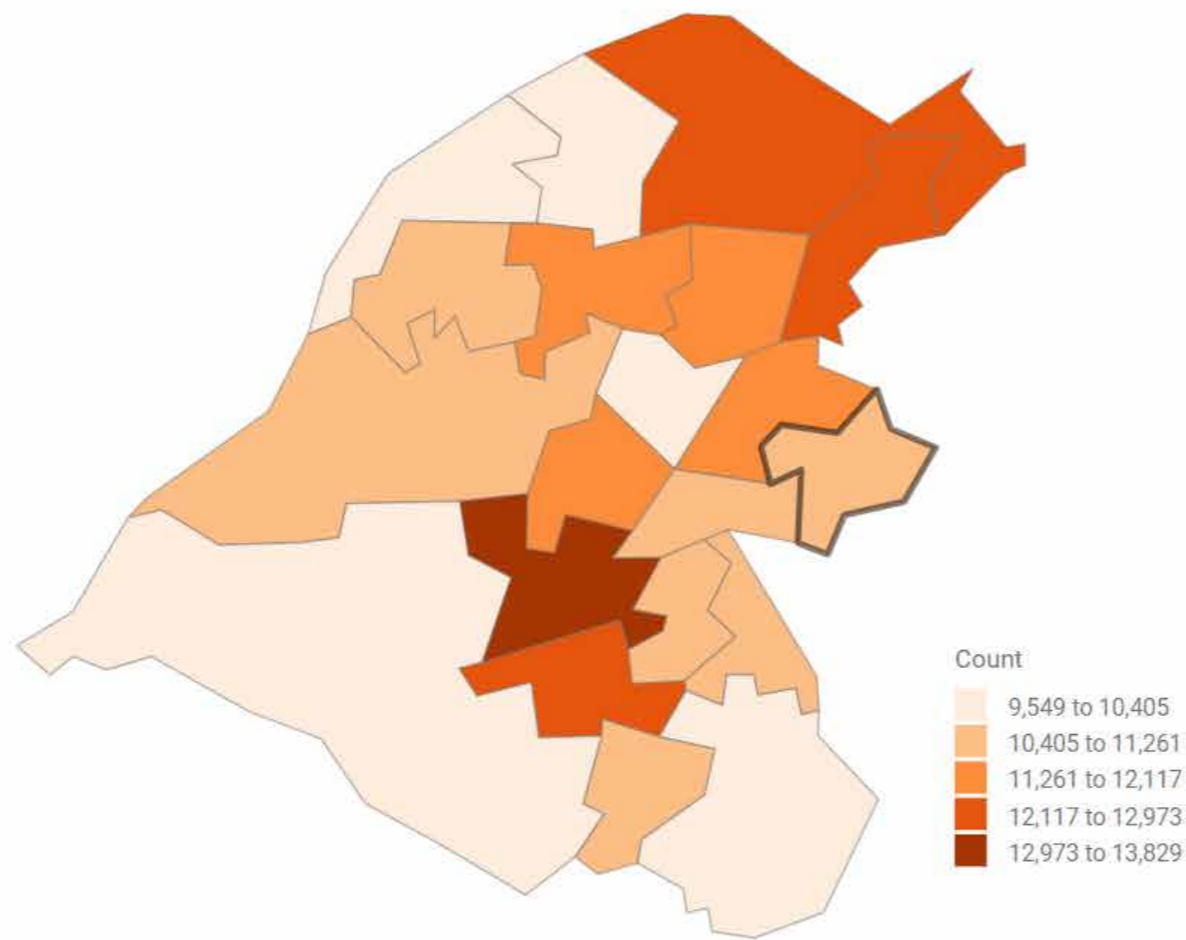 Count
9,549 to 10,405
10,405 to 11,261
11,261 to 12,117
12,117 to 12,973
12,973 to 13,829